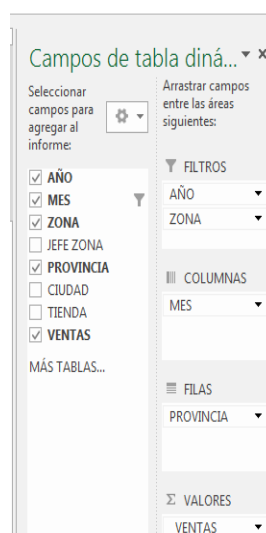 Campos de tabla diná...
Seleccionar
campos para
agregar al
informe:
AÑO
MES
ZONA
JEFE ZONA
PROVINCIA
CIUDAD
TIENDA
VENTAS
MÁS TABLAS...
Arrastrar campos
entre las áreas
siguientes:
FILTROS
AÑO
ZONA
COLUMNAS
MES
FILAS
PROVINCIA
Σ VALORES
VENTAS